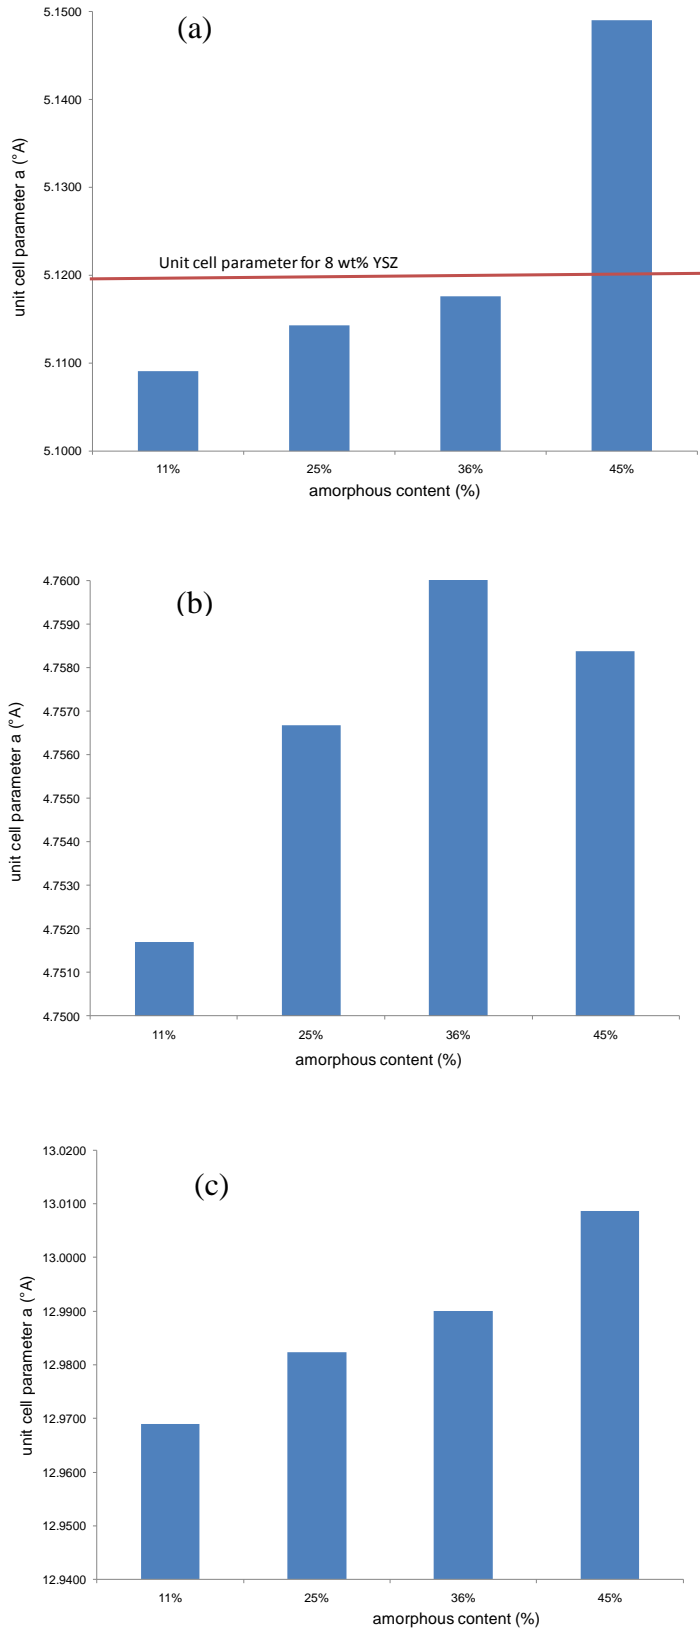 (a)
unit cell parameter a (°A)
5.1500
5.1400
5.1300
5.1200
5.1100
5.1000
Unit cell parameter for 8 wt% YSZ
11% 25% 36% 45%
amorphous content (%)
(b)
unit cell parameter a (°A)
4.7600
4.7590
4.7580
4.7570
4.7560
4.7550
4.7540
4.7530
4.7520
4.7510
4.7500
11% 25% 36% 45%
amorphous content (%)
(c)
unit cell parameter a (°A)
13.0200
13.0100
13.0000
12.9900
12.9800
12.9700
12.9600
12.9500
12.9400
11% 25% 36% 45%
amorphous content (%)